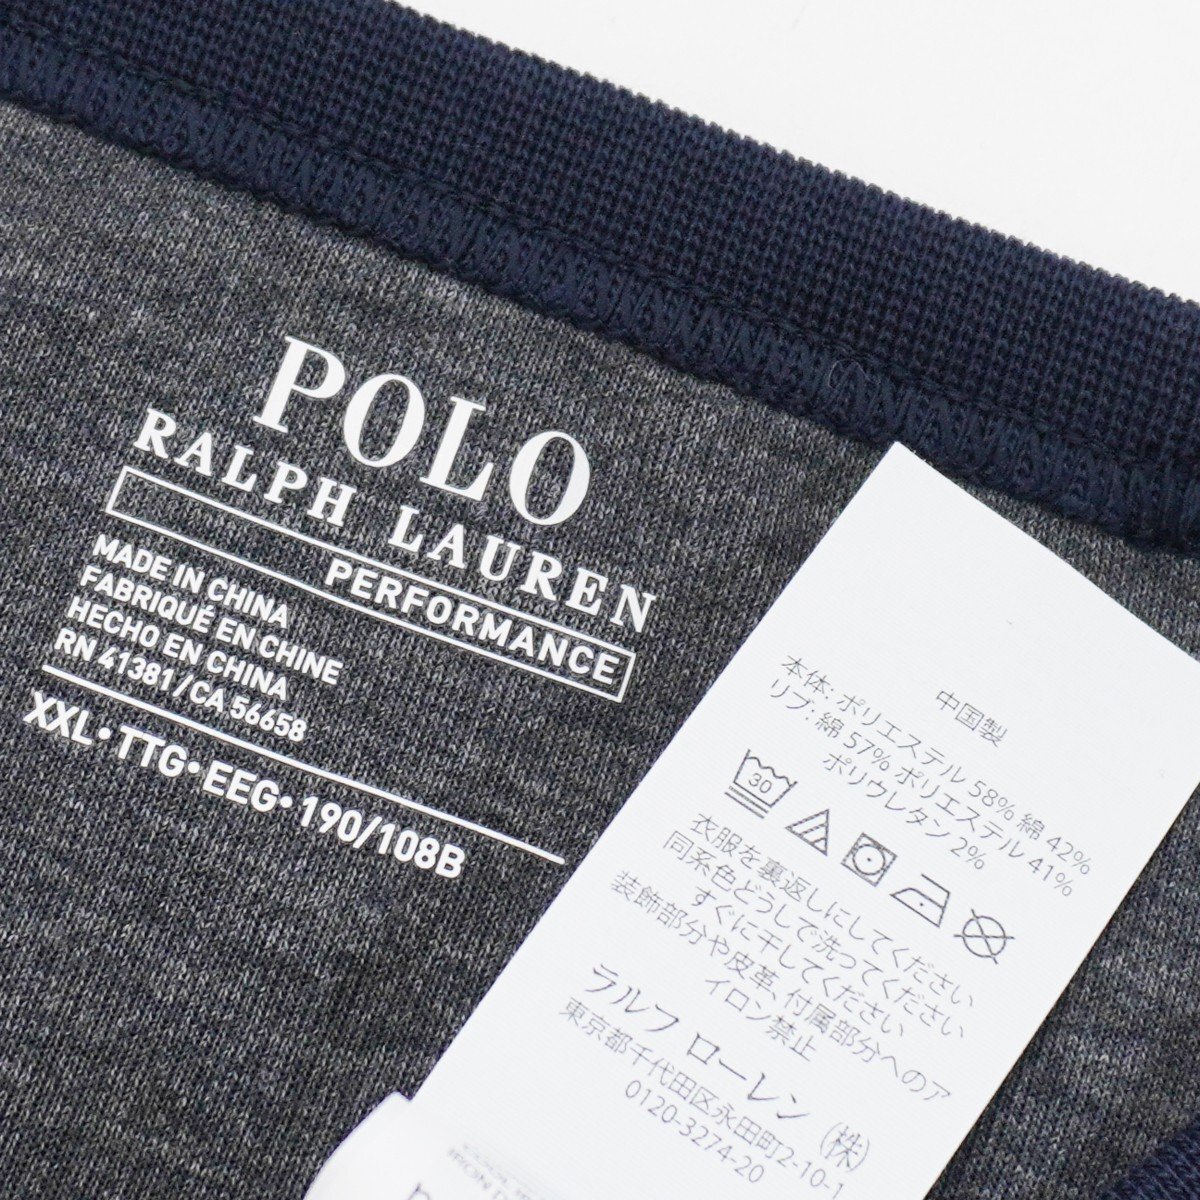 POLO
RALPH LAUREN
PERFORMANCE
MADE IN CHINA
FABRIQUÉ EN CHINE
HECHO EN CHINA
RN 41381/CA 56658
XXL•TTG•EEG•190/108B
中国製
本体: ポリエステル 58% 綿 42%
リブ: 綿 57% ポリエステル 41%
ポリウレタン 2%
30
衣服を裏返しにしてください
同系色どうしで洗ってください
すぐに干してください
装飾部分や皮革、付属部分へのア
イロン禁止
ラルフ ローレン (株)
東京都千代田区永田町2-10-1
0120-3274-20